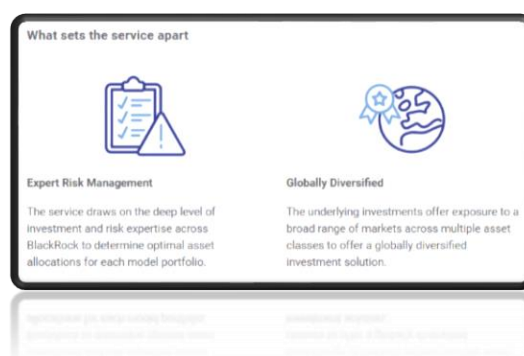 What sets the service apart
Expert Risk Management
The service draws on the deep level of
investment and risk expertise across
BlackRock to determine optimal asset
allocations for each model portfolio.
Globally Diversified
The underlying investments offer exposure to a
broad range of markets across multiple asset
classes to offer a globally diversified
investment solution.